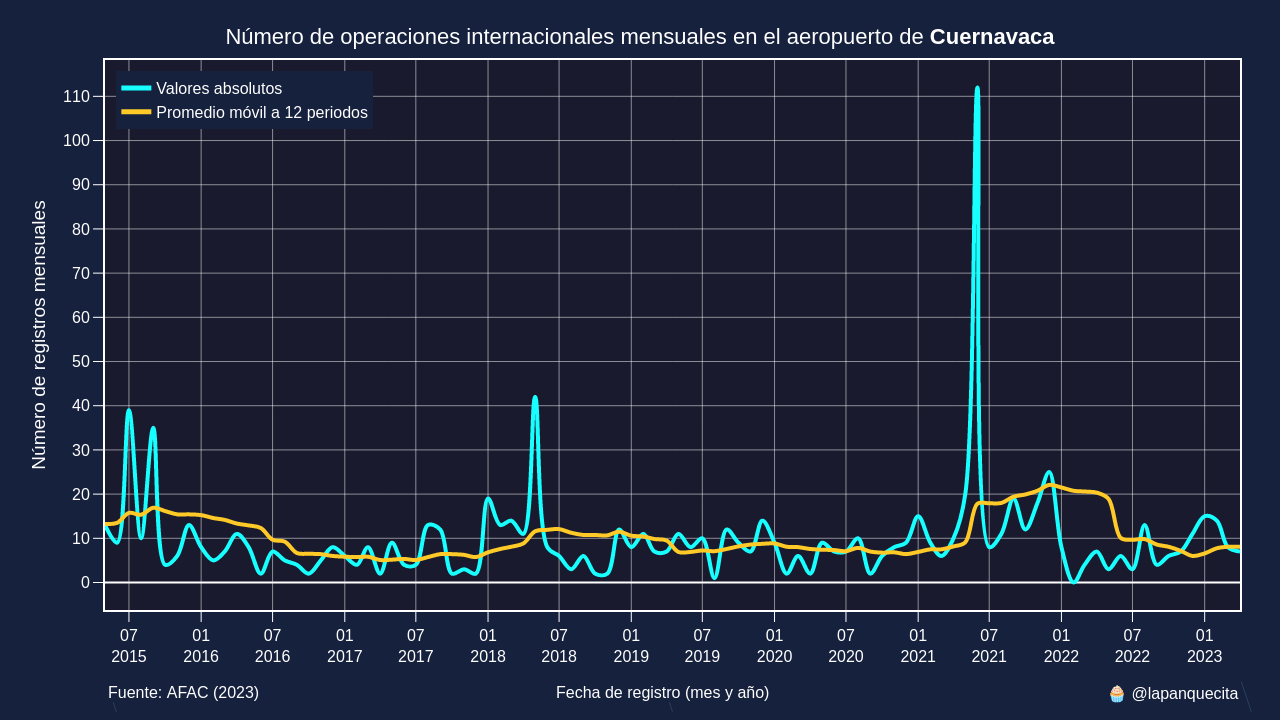 Número de operaciones internacionales mensuales en el aeropuerto de Cuernavaca
Valores absolutos
Promedio móvil a 12 periodos
Número de registros mensuales
110
100
90
80
70
60
50
40
30
20
10
0
07 01 07 01 07 01 07 01 07 01 07 01 07 01 07 01
2015 2016 2016 2017 2017 2018 2018 2019 2019 2020 2020 2021 2021 2022 2022 2023
Fuente: AFAC (2023) Fecha de registro (mes y año) 🧁 @lapanquecita